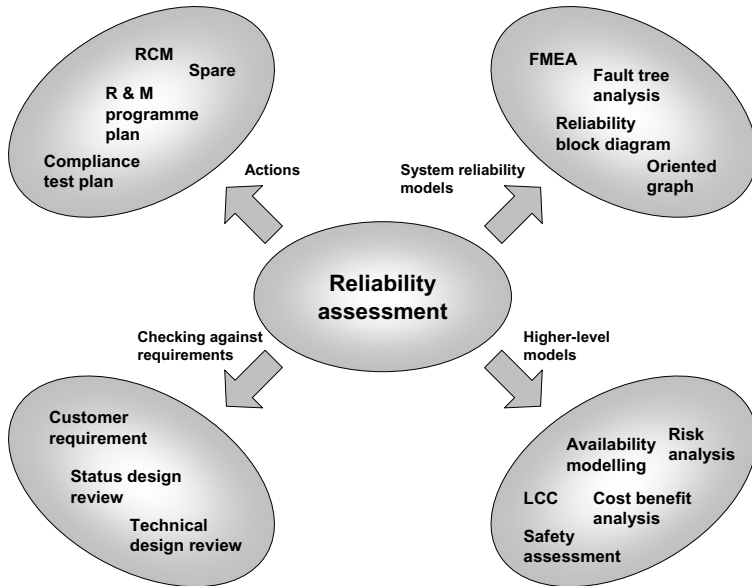 RCM
Spare
R & M
programme
plan
Compliance
test plan
FMEA
Fault tree
analysis
Reliability
block diagram
Oriented
graph
Actions
System reliability
models
Reliability
assessment
Checking against
requirements
Higher-level
models
Customer
requirement
Status design
review
Technical
design review
Availability
modelling
Risk
analysis
LCC
Cost benefit
analysis
Safety
assessment